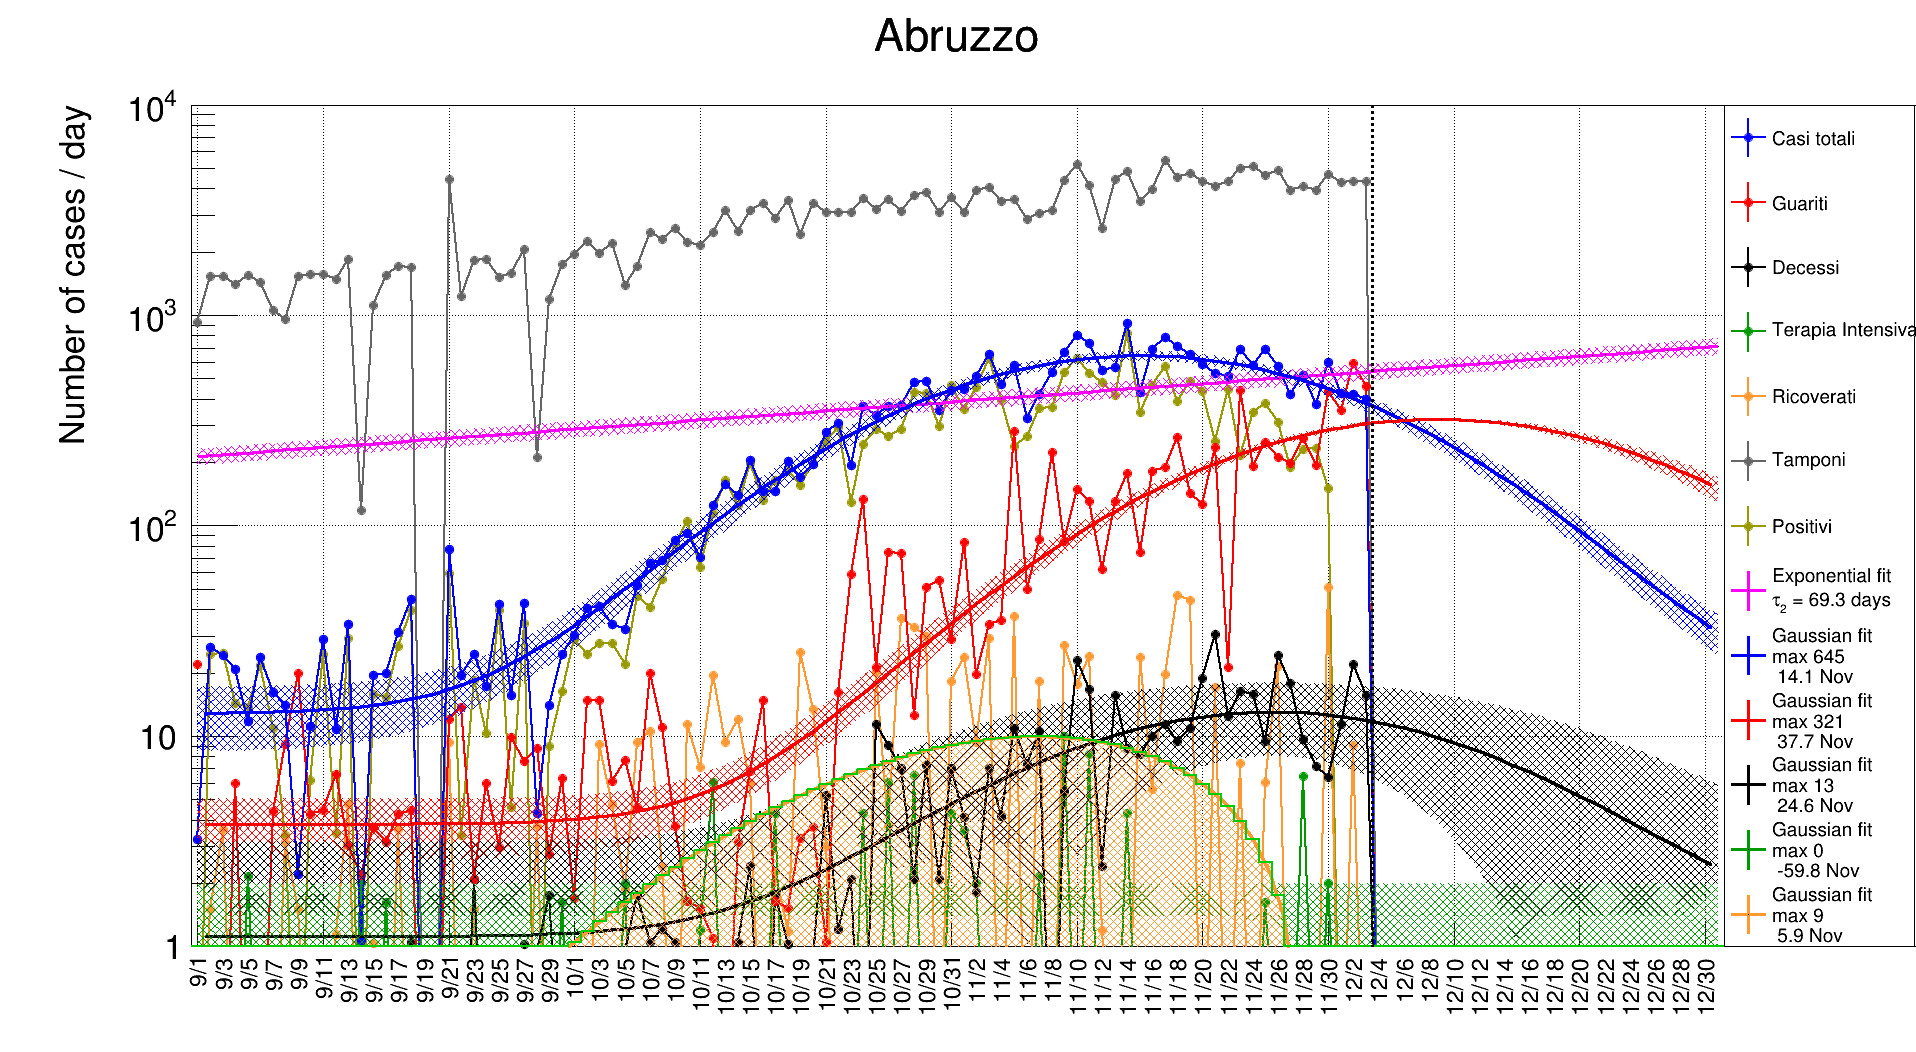 Abruzzo
Number of cases / day
10⁴
10³
10²
10
1
9/1 9/3 9/5 9/7 9/9 9/11 9/13 9/15 9/17 9/19 9/21 9/23 9/25 9/27 9/29 10/1 10/3 10/5 10/7 10/9 10/11 10/13 10/15 10/17 10/19 10/21 10/23 10/25 10/27 10/29 10/31 11/2 11/4 11/6 11/8 11/10 11/12 11/14 11/16 11/18 11/20 11/22 11/24 11/26 11/28 11/30 12/2 12/4 12/6 12/8 12/10 12/12 12/14 12/16 12/18 12/20 12/22 12/24 12/26 12/28 12/30
Casi totali
Guariti
Decessi
Terapia Intensiva
Ricoverati
Tamponi
Positivi
Exponential fit
τ₂ = 69.3 days
Gaussian fit
max 645
14.1 Nov
Gaussian fit
max 321
37.7 Nov
Gaussian fit
max 13
24.6 Nov
Gaussian fit
max 0
-59.8 Nov
Gaussian fit
max 9
5.9 Nov